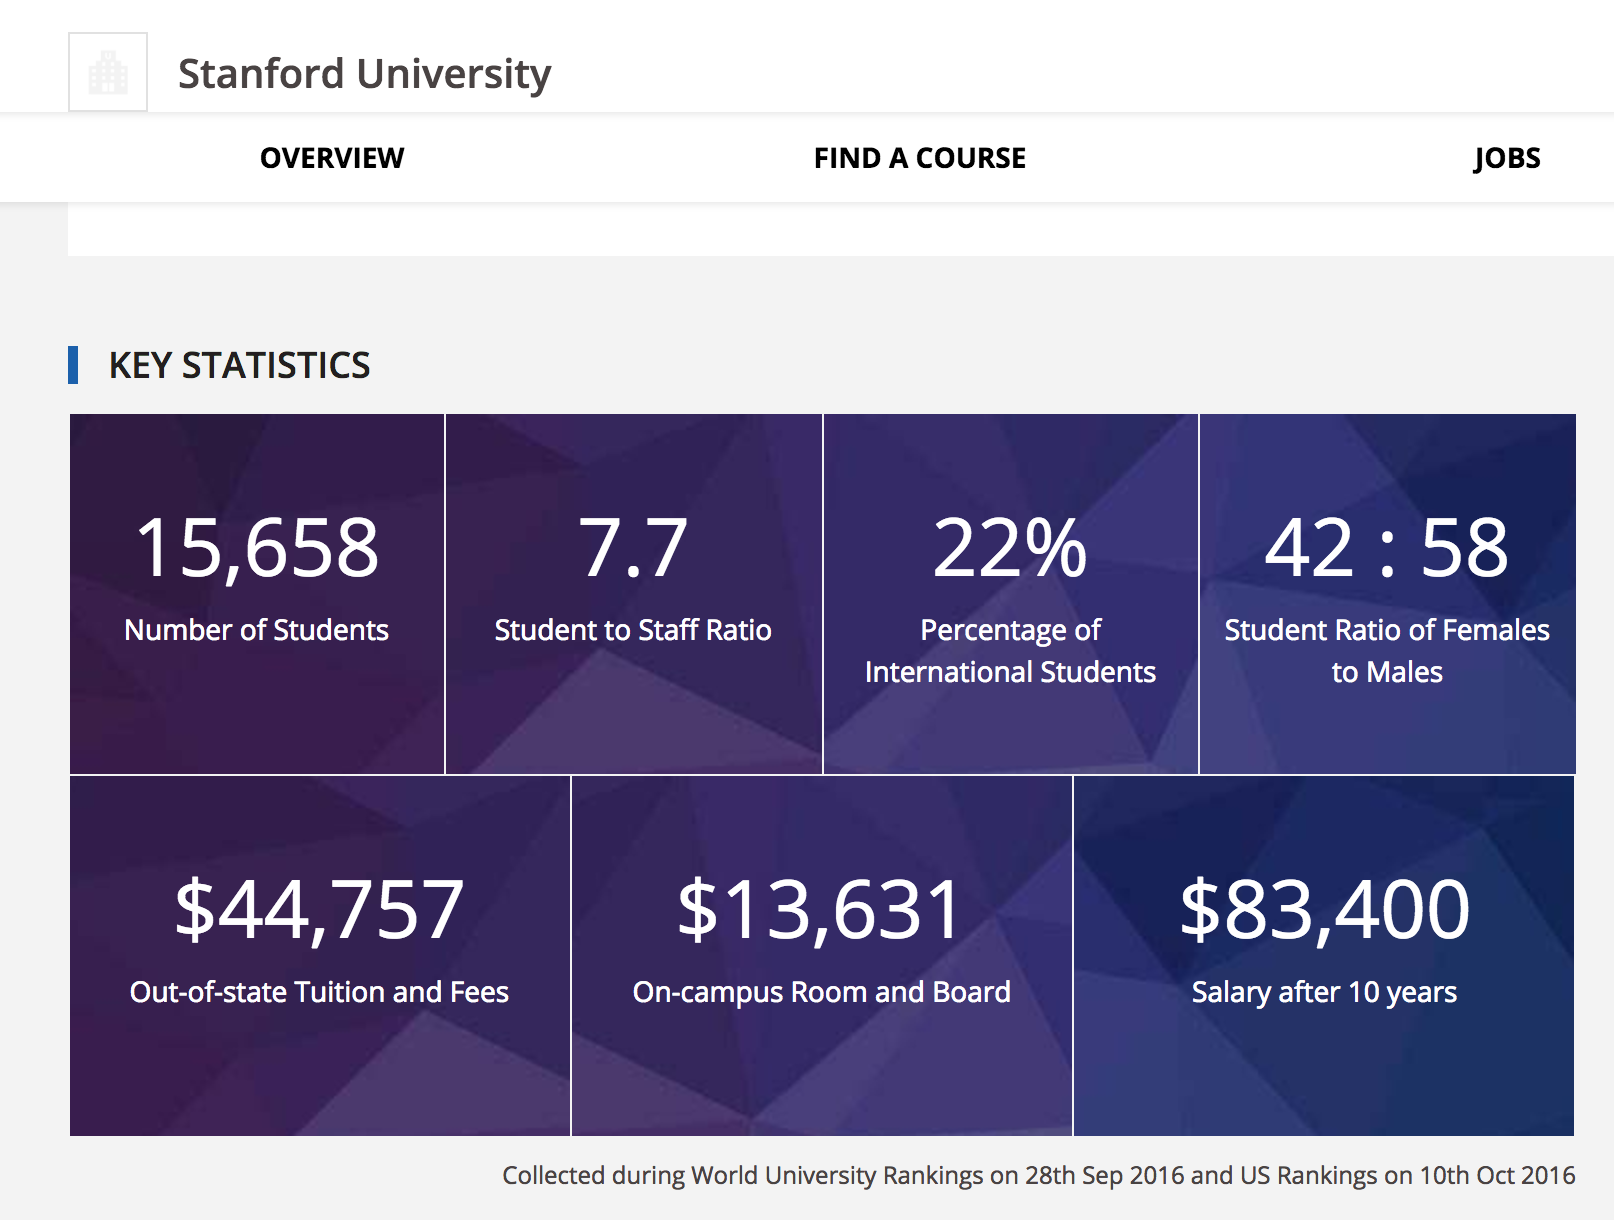 Stanford University
OVERVIEW
FIND A COURSE
JOBS
KEY STATISTICS
15,658
Number of Students
7.7
Student to Staff Ratio
22%
Percentage of
International Students
42 : 58
Student Ratio of Females
to Males
$44,757
Out-of-state Tuition and Fees
$13,631
On-campus Room and Board
$83,400
Salary after 10 years
Collected during World University Rankings on 28th Sep 2016 and US Rankings on 10th Oct 2016